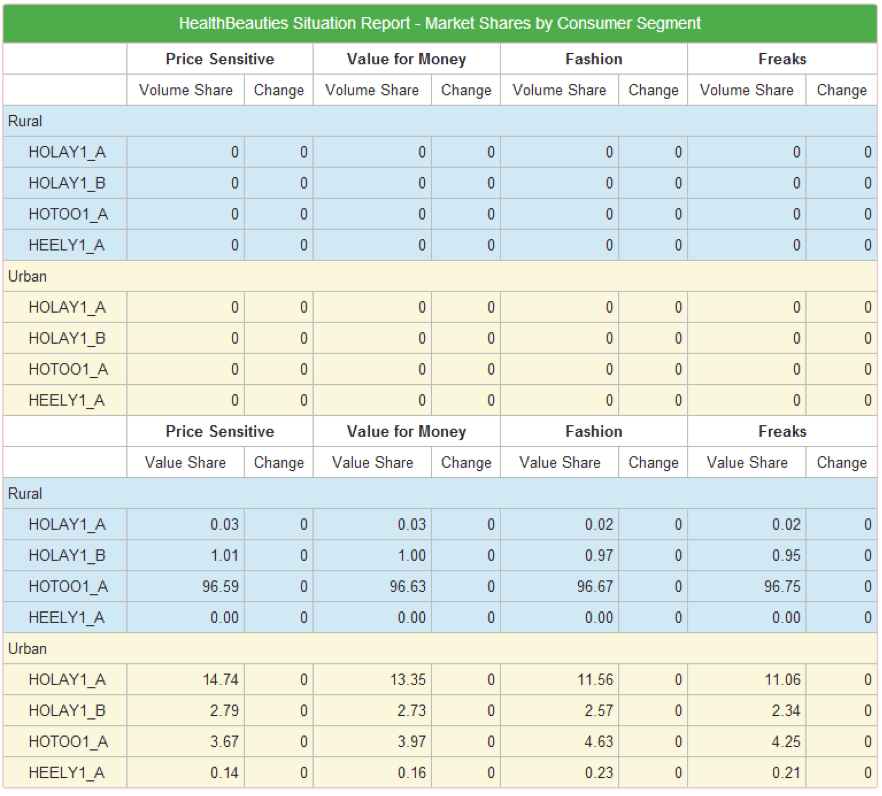 HealthBeauties Situation Report - Market Shares by Consumer Segment
Price Sensitive Value for Money Fashion Freaks
Volume Share Change Volume Share Change Volume Share Change Volume Share Change
Rural
HOLAY1_A 0 0 0 0 0 0 0 0
HOLAY1_B 0 0 0 0 0 0 0 0
HOTOO1_A 0 0 0 0 0 0 0 0
HEELY1_A 0 0 0 0 0 0 0 0
Urban
HOLAY1_A 0 0 0 0 0 0 0 0
HOLAY1_B 0 0 0 0 0 0 0 0
HOTOO1_A 0 0 0 0 0 0 0 0
HEELY1_A 0 0 0 0 0 0 0 0
Price Sensitive Value for Money Fashion Freaks
Value Share Change Value Share Change Value Share Change Value Share Change
Rural
HOLAY1_A 0.03 0 0.03 0 0.02 0 0.02 0
HOLAY1_B 1.01 0 1.00 0 0.97 0 0.95 0
HOTOO1_A 96.59 0 96.63 0 96.67 0 96.75 0
HEELY1_A 0.00 0 0.00 0 0.00 0 0.00 0
Urban
HOLAY1_A 14.74 0 13.35 0 11.56 0 11.06 0
HOLAY1_B 2.79 0 2.73 0 2.57 0 2.34 0
HOTOO1_A 3.67 0 3.97 0 4.63 0 4.25 0
HEELY1_A 0.14 0 0.16 0 0.23 0 0.21 0